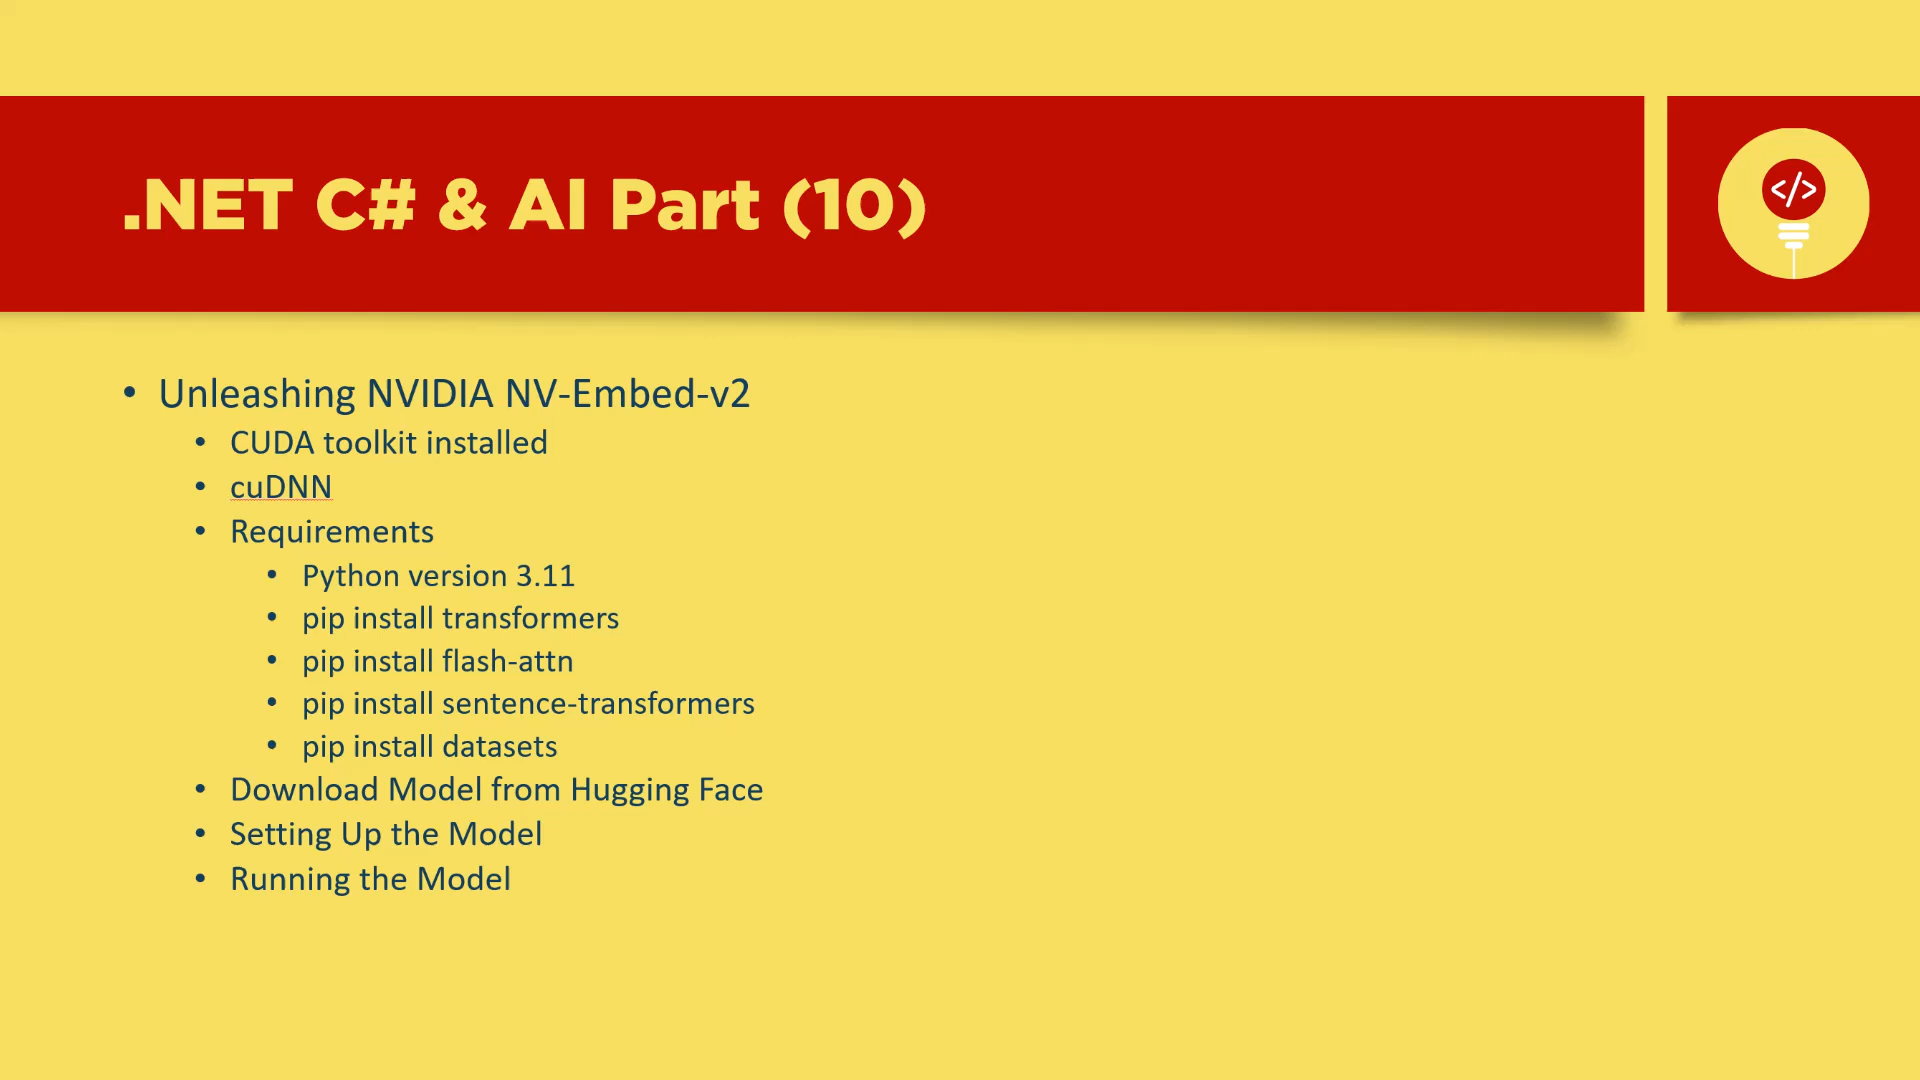 .NET C# & AI Part (10)
</>
• Unleashing NVIDIA NV-Embed-v2
• CUDA toolkit installed
• cuDNN
• Requirements
• Python version 3.11
• pip install transformers
• pip install flash-attn
• pip install sentence-transformers
• pip install datasets
• Download Model from Hugging Face
• Setting Up the Model
• Running the Model